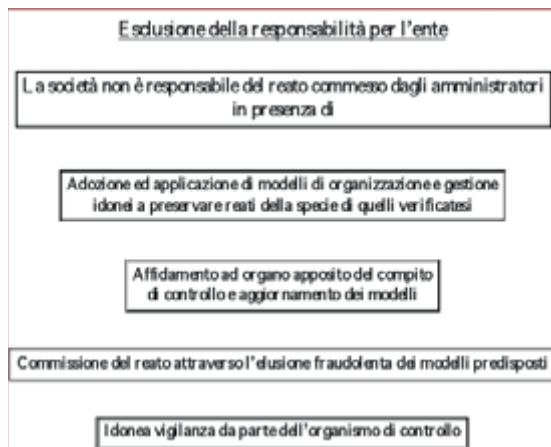 Esclusione della responsabilità per l'ente
La società non è responsabile del reato commesso dagli amministratori
in presenza di
Adozione ed applicazione di modelli di organizzazione e gestione
idonei a preservare reati della specie di quelli verificatesi
Affidamento ad organo apposito del compito
di controllo e aggiornamento dei modelli
Commissione del reato attraverso l'elusione fraudolenta dei modelli predisposti
Idonea vigilanza da parte dell'organismo di controllo